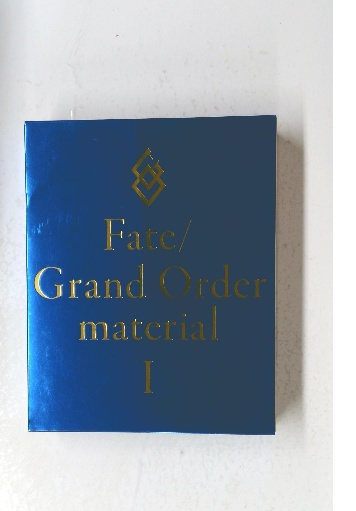 Fate/
Grand Order
material
I